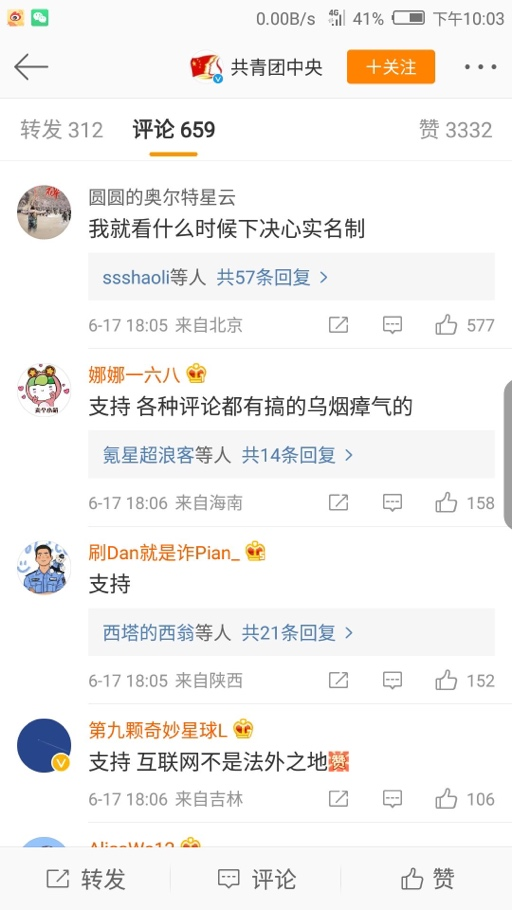 0.00B/s 4G 41% 下午10:03
共青团中央
+关注
转发 312 评论 659 赞 3332
圆圆的奥尔特星云
我就看什么时候下决心实名制
ssshaoli等人 共57条回复
6-17 18:05 来自北京 577
娜娜一六八
支持 各种评论都有搞的乌烟瘴气的
氪星超浪客等人 共14条回复
6-17 18:06 来自海南 158
刷Dan就是诈Pian_
支持
西塔的西翁等人 共21条回复
6-17 18:05 来自陕西 152
第九颗奇妙星球L
支持 互联网不是法外之地赞
6-17 18:06 来自吉林 106
转发 评论 赞